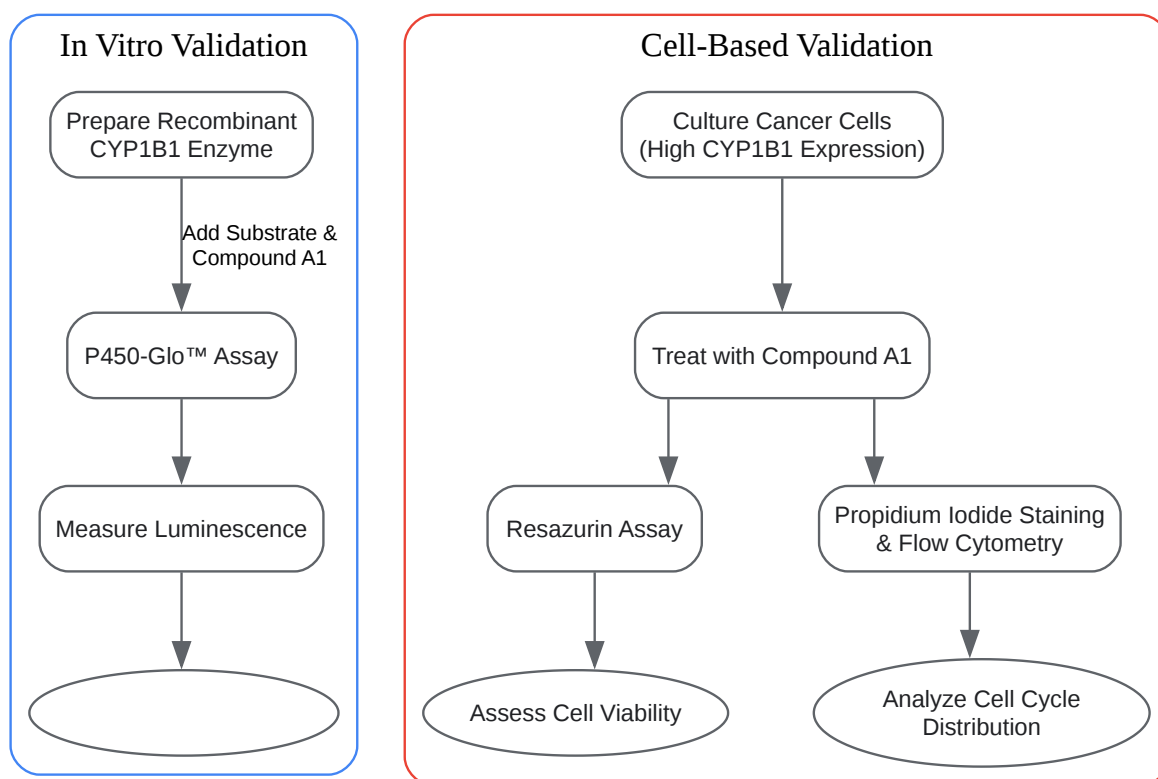 In Vitro Validation
Prepare Recombinant
CYP1B1 Enzyme
Add Substrate &
Compound A1
P450-Glo™ Assay
Measure Luminescence
Cell-Based Validation
Culture Cancer Cells
(High CYP1B1 Expression)
Treat with Compound A1
Resazurin Assay
Propidium Iodide Staining
& Flow Cytometry
Assess Cell Viability
Analyze Cell Cycle
Distribution